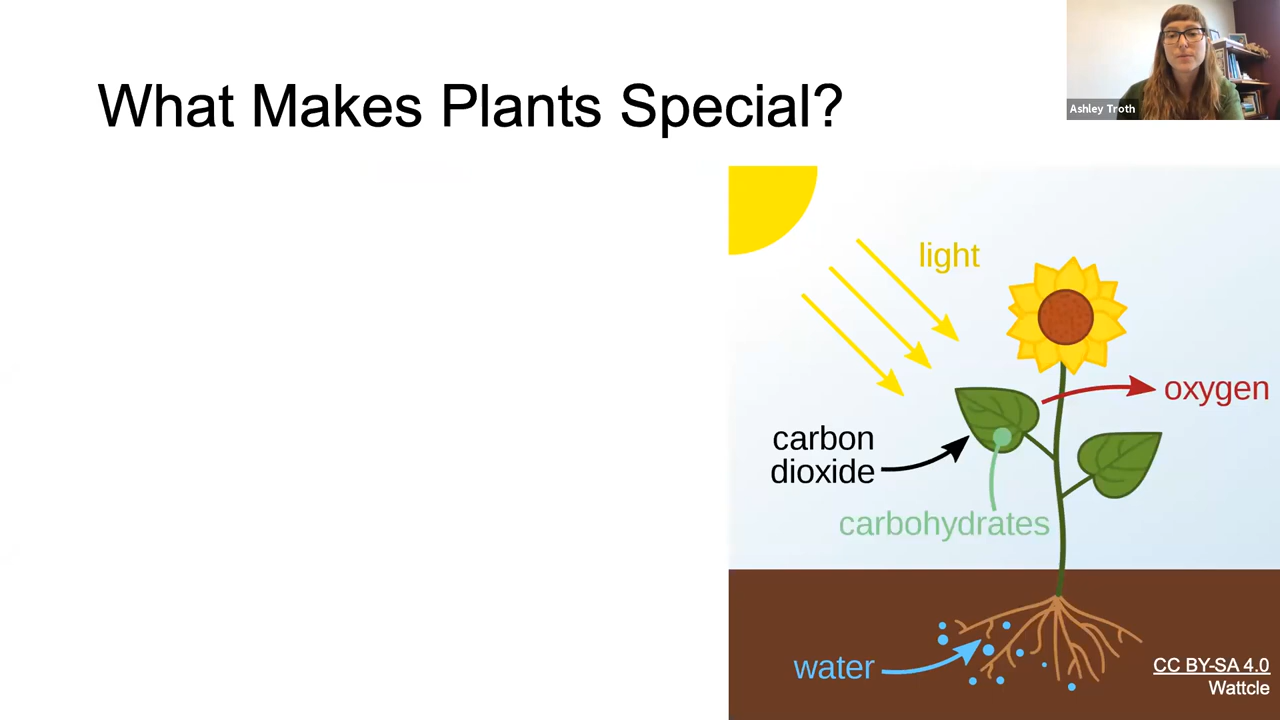 What Makes Plants Special?
Ashley Troth
light
oxygen
carbon
dioxide
carbohydrates
water
CC BY-SA 4.0
Wattcle